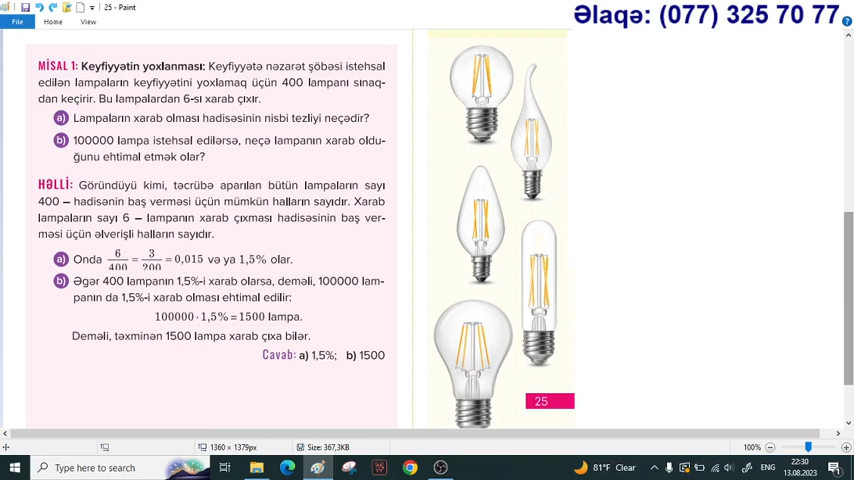 25 - Paint
Əlaqə: (077) 325 70 77
File Home View
MİSAL 1: Keyfiyyətin yoxlanması: Keyfiyyətə nəzarət şöbəsi istehsal
edilən lampaların keyfiyyətini yoxlamaq üçün 400 lampanı sınaq-
dan keçirir. Bu lampalardan 6-sı xarab çıxır.
a) Lampaların xarab olması hadisəsinin nisbi tezliyi neçədir?
b) 100000 lampa istehsal edilərsə, neçə lampanın xarab oldu-
ğunu ehtimal etmək olar?
HƏLLİ: Göründüyü kimi, təcrübə aparılan bütün lampaların sayı
400 – hadisənin baş verməsi üçün mümkün halların sayıdır. Xarab
lampaların sayı 6 – lampanın xarab çıxması hadisəsinin baş ver-
məsi üçün əlverişli halların sayıdır.
a) Onda 6/400 = 3/200 = 0,015 və ya 1,5% olar.
b) Əgər 400 lampanın 1,5%-i xarab olarsa, deməli, 100000 lam-
panın da 1,5%-i xarab olması ehtimal edilir:
100000 · 1,5% = 1500 lampa.
Deməli, təxminən 1500 lampa xarab çıxa bilər.
Cavab: a) 1,5%; b) 1500
25
1360 × 1379px
Size: 367,3KB
100%
Type here to search
81°F Clear
ENG
22:30
13.08.2023
1